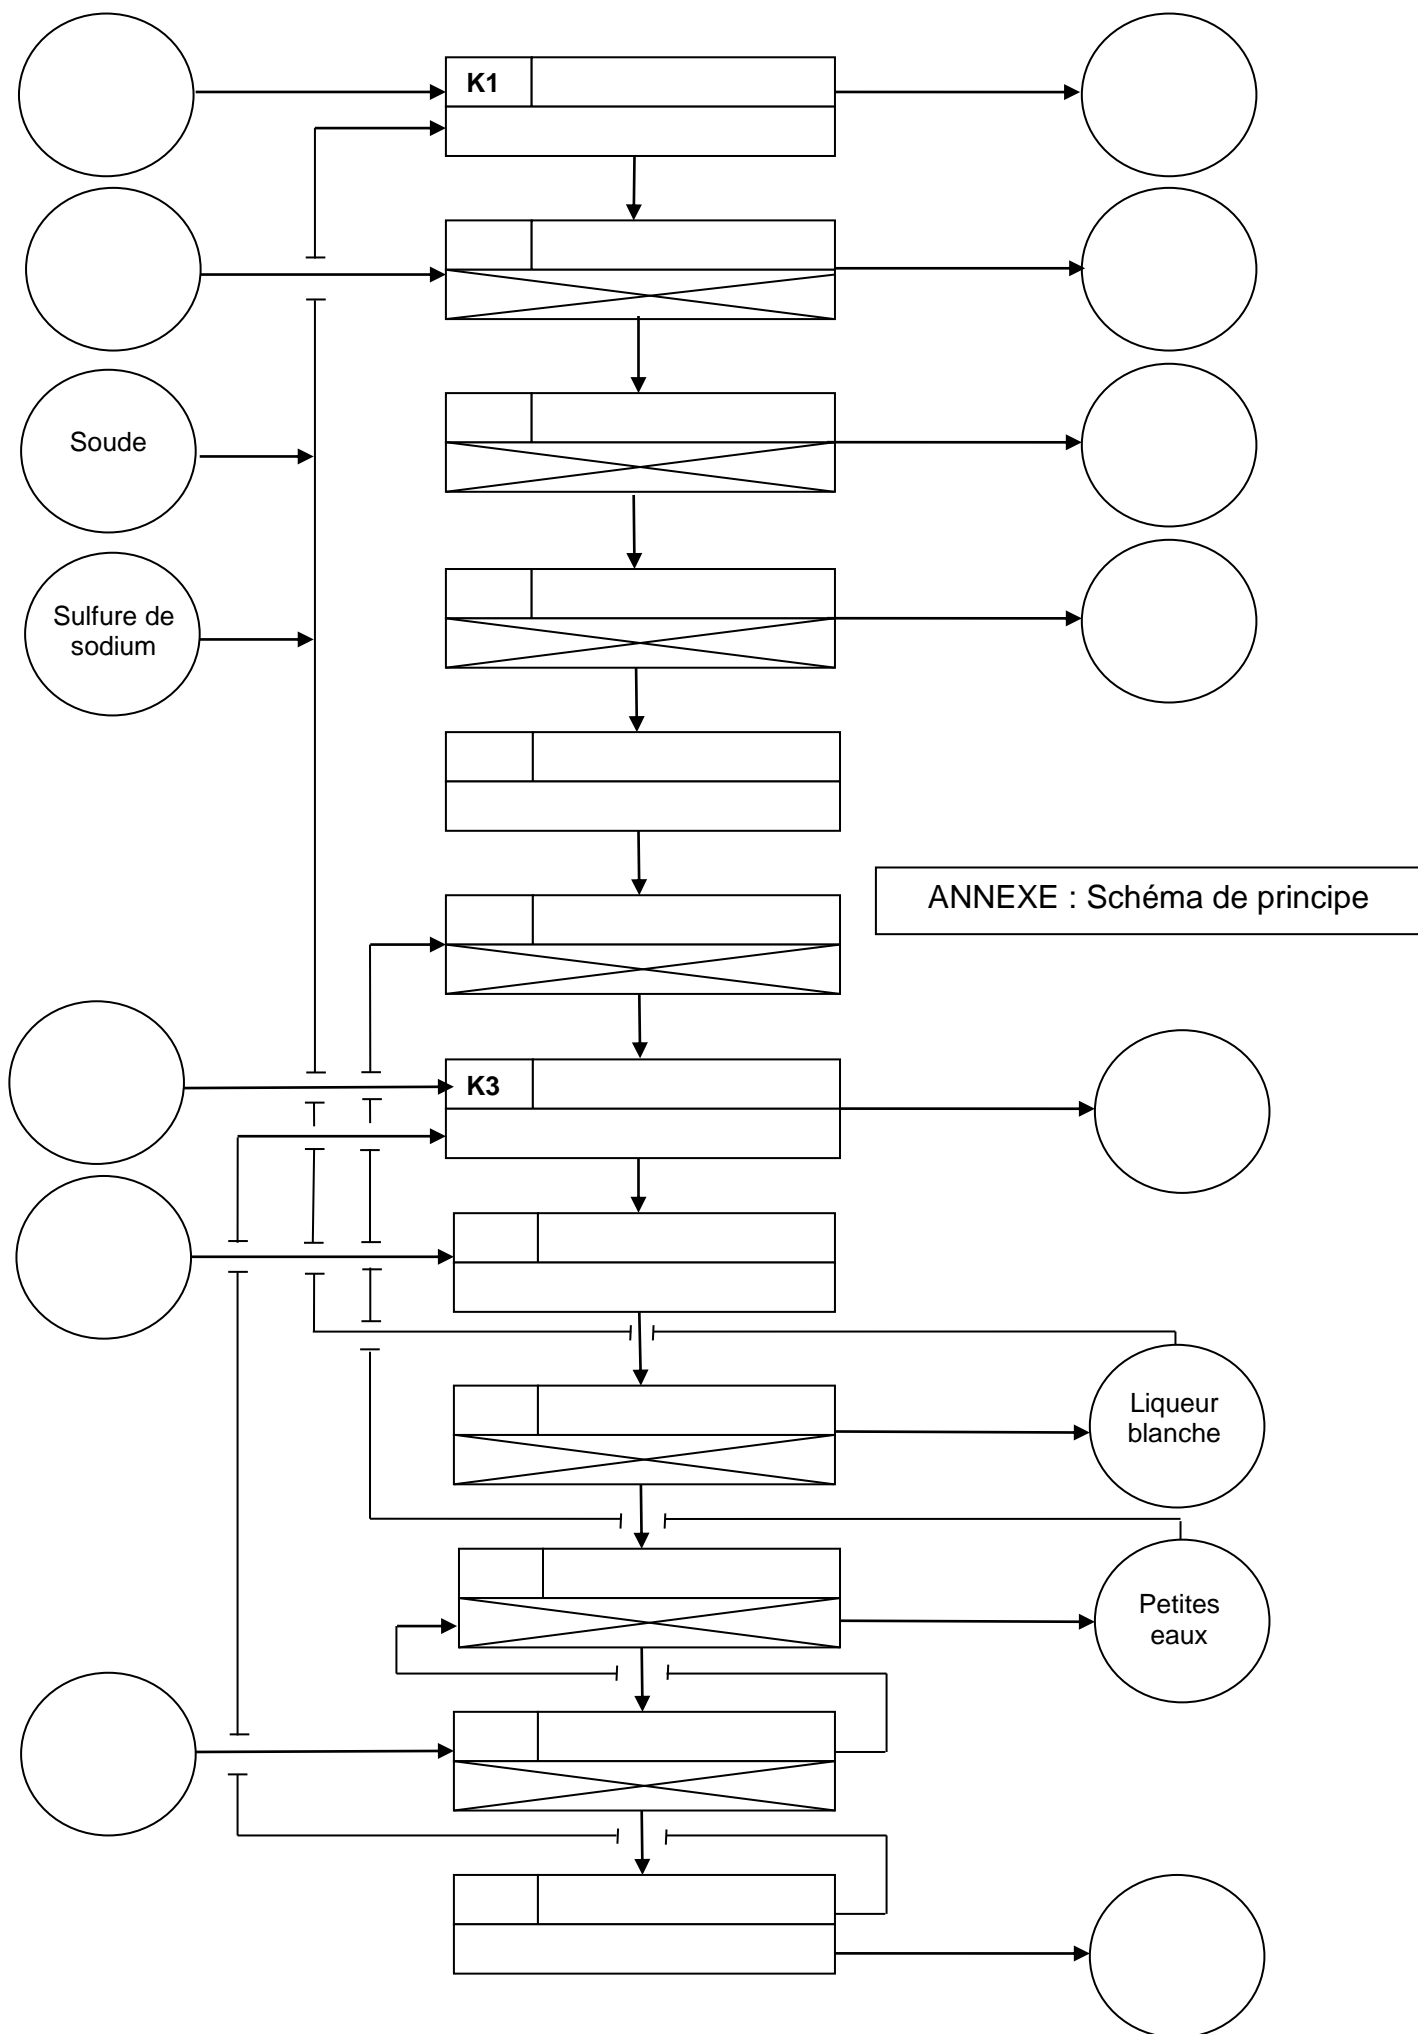 K1
Soude
Sulfure de
sodium
ANNEXE : Schéma de principe
K3
Liqueur
blanche
Petites
eaux